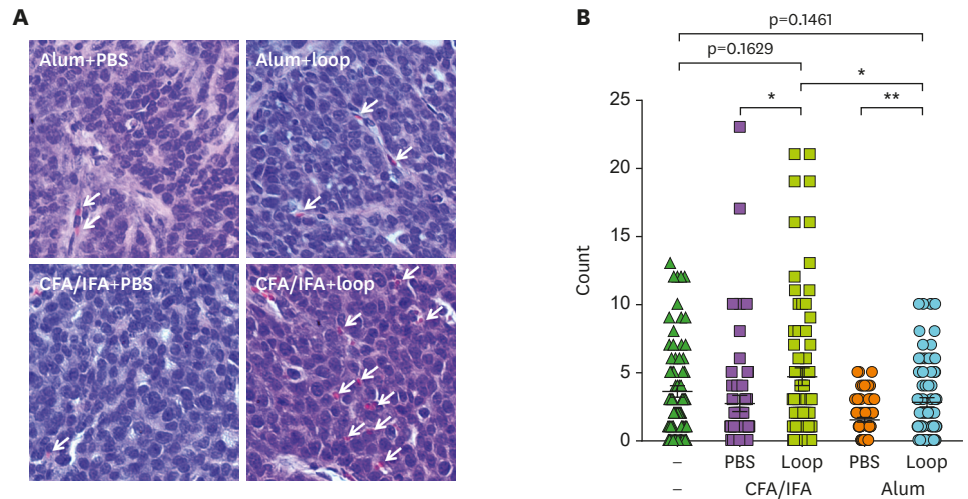 A
Alum+PBS
Alum+loop
CFA/IFA+PBS
CFA/IFA+loop
B
p=0.1461
p=0.1629
*
*
**
25
20
15
10
5
0
Count
– PBS Loop PBS Loop
– CFA/IFA Alum